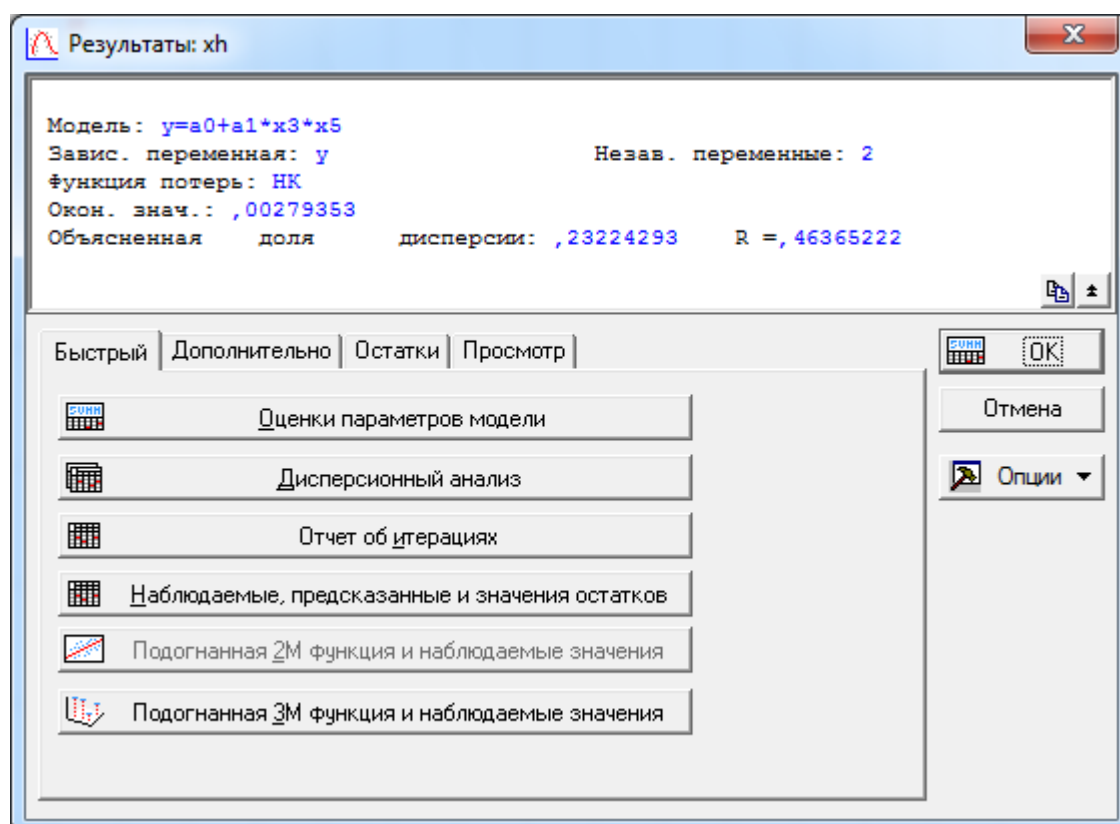 Результаты: xh
Модель: y=a0+a1*x3*x5
Завис. переменная: y Незав. переменные: 2
Функция потерь: НК
Окон. знач.: ,00279353
Объясненная доля дисперсии: ,23224293 R =,46365222
Быстрый Дополнительно Остатки Просмотр
OK
Оценки параметров модели
Отмена
Дисперсионный анализ
Опции
Отчет об итерациях
Наблюдаемые, предсказанные и значения остатков
Подогнанная 2М функция и наблюдаемые значения
Подогнанная 3М функция и наблюдаемые значения